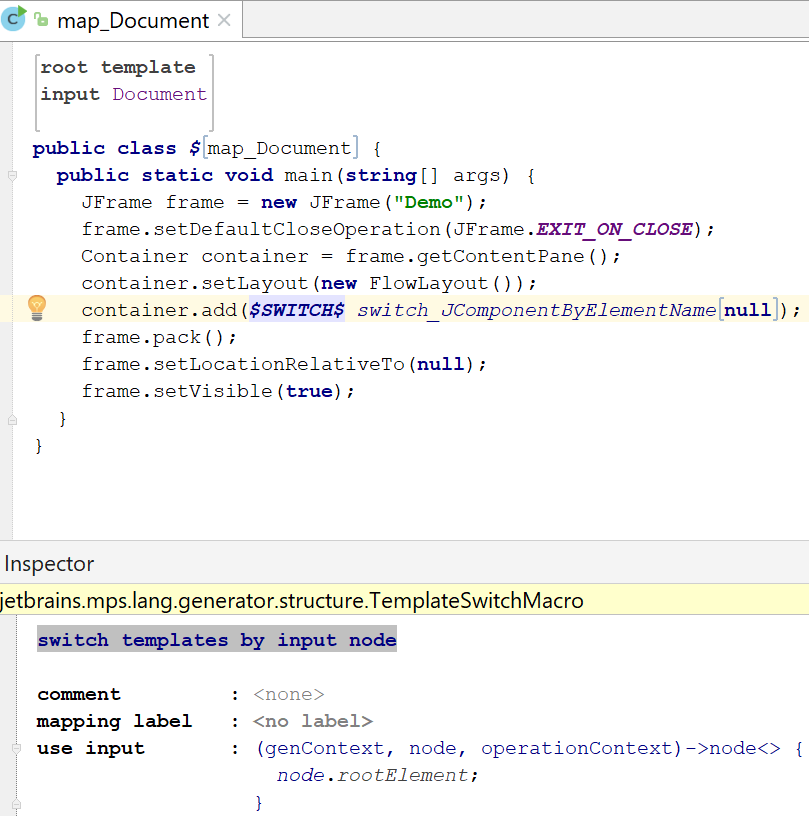 C map_Document ×
root template
input Document
public class $[map_Document] {
public static void main(string[] args) {
JFrame frame = new JFrame("Demo");
frame.setDefaultCloseOperation(JFrame.EXIT_ON_CLOSE);
Container container = frame.getContentPane();
container.setLayout(new FlowLayout());
container.add($SWITCH$ switch_JComponentByElementName[null]);
frame.pack();
frame.setLocationRelativeTo(null);
frame.setVisible(true);
}
}
Inspector
jetbrains.mps.lang.generator.structure.TemplateSwitchMacro
switch templates by input node
comment : <none>
mapping label : <no label>
use input : (genContext, node, operationContext)->node<> {
node.rootElement;
}